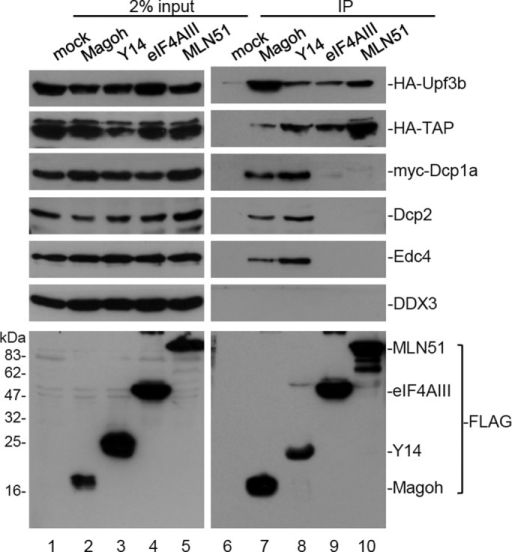 2% input IP
mock Magoh Y14 eIF4AIII MLN51 mock Magoh Y14 eIF4AIII MLN51
-HA-Upf3b
-HA-TAP
-myc-Dcp1a
-Dcp2
-Edc4
-DDX3
kDa
83-
62-
47-
32-
25-
16-
-MLN51
-eIF4AIII
-FLAG
-Y14
-Magoh
1 2 3 4 5 6 7 8 9 10